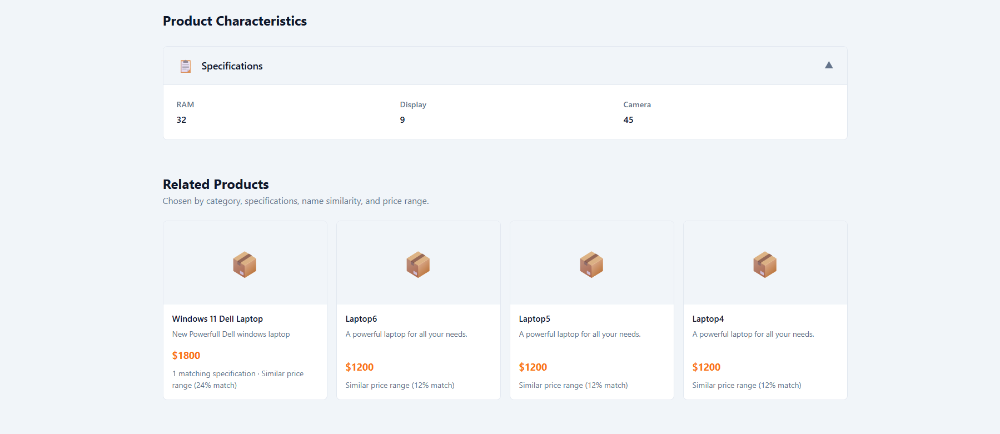 Product Characteristics
Specifications
RAM
Display
Camera
32
9
45
Related Products
Chosen by category, specifications, name similarity, and price range.
Windows 11 Dell Laptop
New Powerfull Dell windows laptop
$1800
1 matching specification · Similar price
range (24% match)
Laptop6
A powerful laptop for all your needs.
$1200
Similar price range (12% match)
Laptop5
A powerful laptop for all your needs.
$1200
Similar price range (12% match)
Laptop4
A powerful laptop for all your needs.
$1200
Similar price range (12% match)